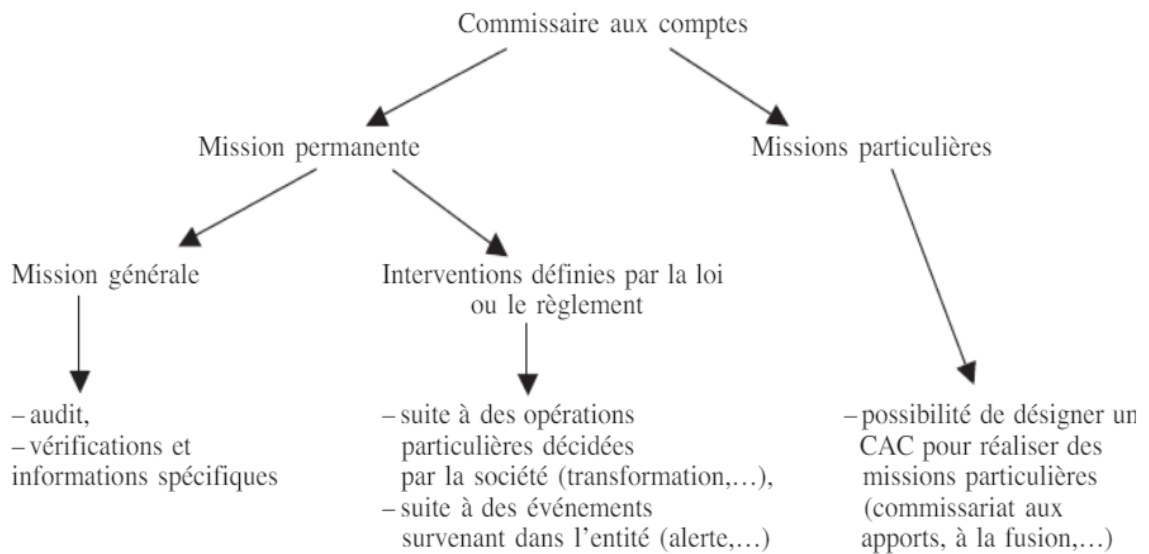 Commissaire aux comptes
Mission permanente
Missions particulières
Mission générale
Interventions définies par la loi
ou le règlement
– audit,
– vérifications et
informations spécifiques
– suite à des opérations
particulières décidées
par la société (transformation,…),
– suite à des événements
survenant dans l'entité (alerte,…)
– possibilité de désigner un
CAC pour réaliser des
missions particulières
(commissariat aux
apports, à la fusion,…)